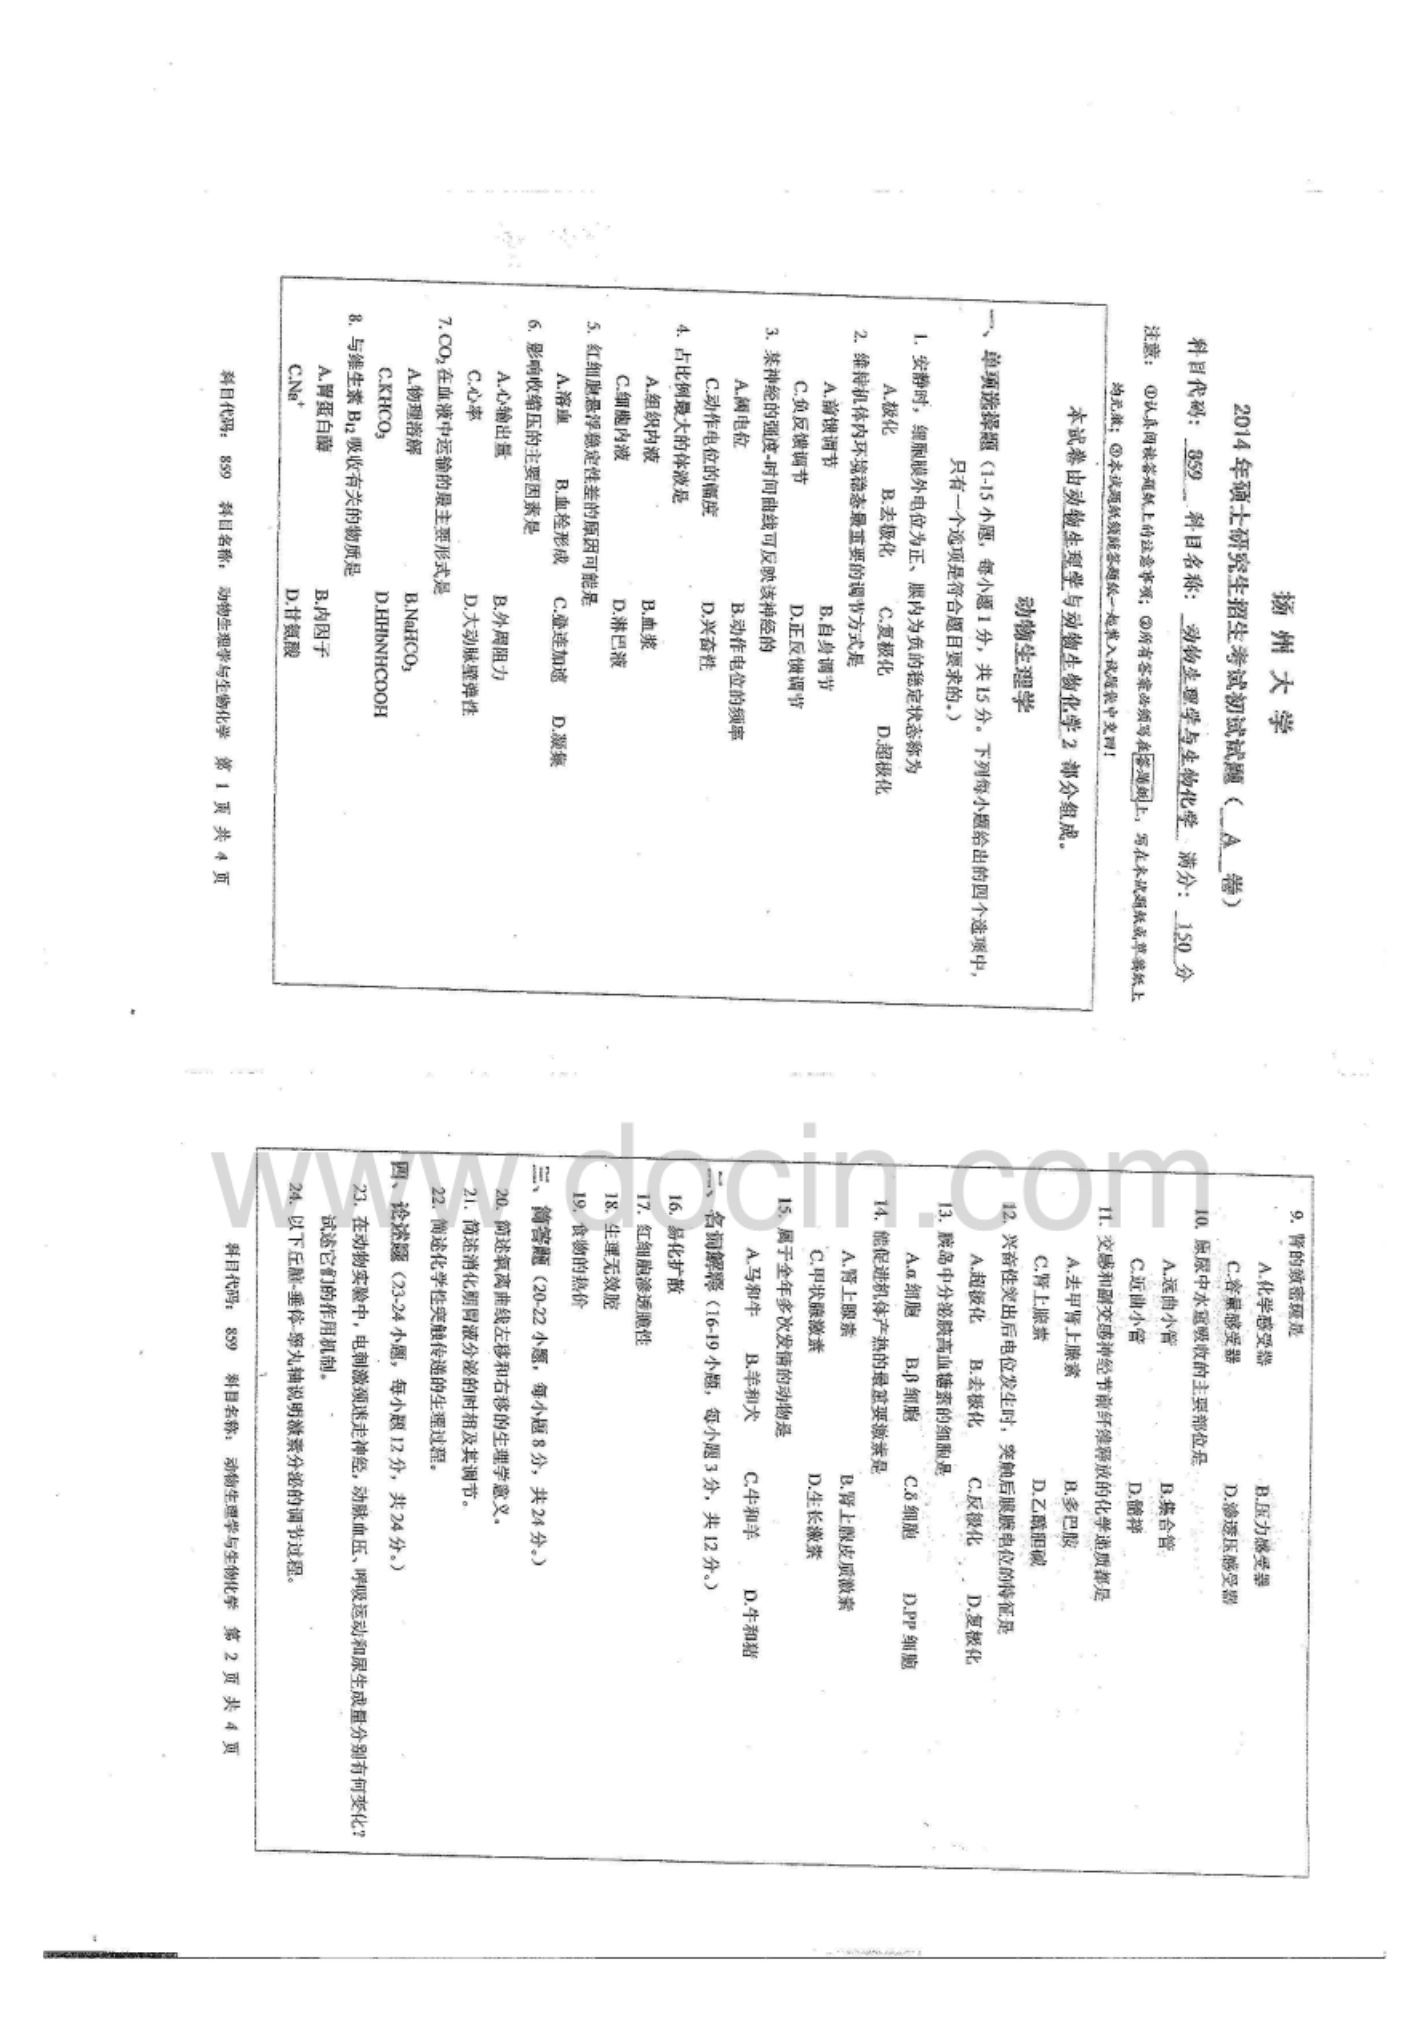 扬 州 大 学
2014 年硕士研究生招生考试初试试题（ A 卷）
科目代码： 859 科目名称： 动物生理学与生物化学 满分： 150 分
注意： ①认真阅读答题纸上的注意事项；②所有答案必须写在答题纸上，写在本试题纸或草稿纸上
均无效；③本试题纸须随答题纸一起装入试题袋中交回！
本试卷由动物生理学与动物生物化学 2 部分组成。
动物生理学
一、单项选择题（1-15 小题，每小题 1 分，共 15 分。下列每小题给出的四个选项中，
只有一个选项是符合题目要求的。）
1. 安静时，细胞膜外电位为正、膜内为负的稳定状态称为
A.极化 B.去极化 C.复极化 D.超极化
2. 维持机体内环境稳态最重要的调节方式是
A.前馈调节 B.自身调节
C.负反馈调节 D.正反馈调节
3. 某神经的强度-时间曲线可反映该神经的
A.阈电位 B.动作电位的频率
C.动作电位的幅度 D.兴奋性
4. 占比例最大的体液是
A.组织内液 B.血浆
C.细胞内液 D.淋巴液
5. 红细胞悬浮稳定性差的原因可能是
A.溶血 B.血栓形成 C.叠连加速 D.凝集
6. 影响收缩压的主要因素是
A.心输出量 B.外周阻力
C.心率 D.大动脉壁弹性
7. CO₂在血液中运输的最主要形式是
A.物理溶解 B.NaHCO₃
C.KHCO₃ D.HHbNHCOOH
8. 与维生素 B₁₂ 吸收有关的物质是
A.胃蛋白酶 B.内因子
C.Na⁺ D.甘氨酸
科目代码： 859 科目名称： 动物生理学与生物化学 第 1 页 共 4 页
9. 肾的致密斑是
A.化学感受器 B.压力感受器
C.容量感受器 D.渗透压感受器
10. 原尿中水重吸收的主要部位是
A.远曲小管 B.集合管
C.近曲小管 D.髓袢
11. 交感和副交感神经节前纤维释放的化学递质都是
A.去甲肾上腺素 B.多巴胺
C.肾上腺素 D.乙酰胆碱
12. 兴奋性突出后电位发生时，突触后膜膜电位的特征是
A.超极化 B.去极化 C.反极化 D.复极化
13. 胰岛中分泌胰高血糖素的细胞是
A.α 细胞 B.β 细胞 C.δ 细胞 D.PP 细胞
14. 能促进机体产热的最重要激素是
A.肾上腺素 B.肾上腺皮质激素
C.甲状腺激素 D.生长激素
15. 属于全年多次发情的动物是
A.马和牛 B.羊和犬 C.牛和羊 D.牛和猪
二、名词解释（16-19 小题，每小题 3 分，共 12 分。）
16. 易化扩散
17. 红细胞渗透脆性
18. 生理无效腔
19. 食物的热价
三、简答题（20-22 小题，每小题 8 分，共 24 分。）
20. 简述氧离曲线左移和右移的生理学意义。
21. 简述消化期胃液分泌的时相及其调节。
22. 简述化学性突触传递的生理过程。
四、论述题（23-24 小题，每小题 12 分，共 24 分。）
23. 在动物实验中，电刺激颈迷走神经，动脉血压、呼吸运动和尿生成量分别有何变化？
试述它们的作用机制。
24. 以下丘脑-垂体-睾丸轴说明激素分泌的调节过程。
科目代码： 859 科目名称： 动物生理学与生物化学 第 2 页 共 4 页
www.docin.com